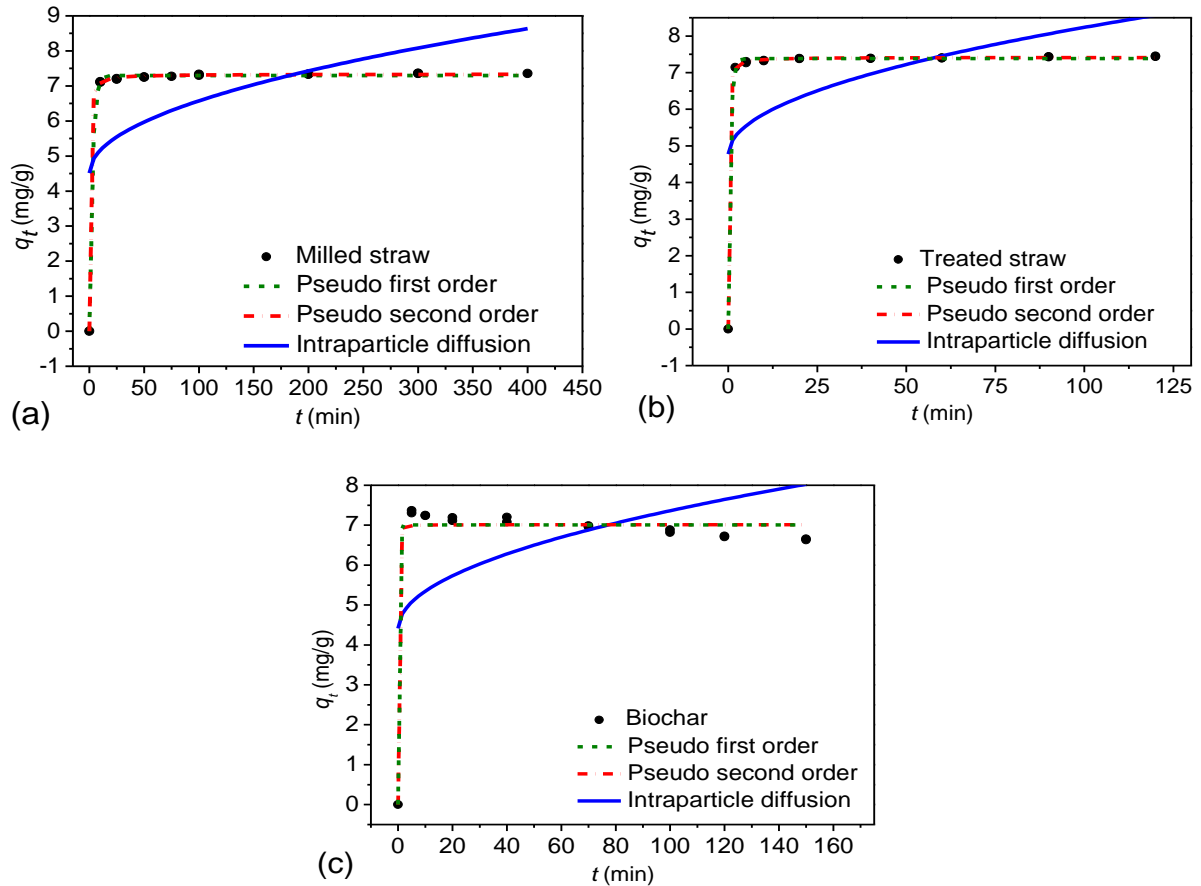 9
8
7
6
5
4
3
2
1
0
-1
q_t (mg/g)
Milled straw
Pseudo first order
Pseudo second order
Intraparticle diffusion
0 50 100 150 200 250 300 350 400 450
t (min)
(a)
8
7
6
5
4
3
2
1
0
-1
q_t (mg/g)
Treated straw
Pseudo first order
Pseudo second order
Intraparticle diffusion
0 25 50 75 100 125
t (min)
(b)
8
7
6
5
4
3
2
1
0
q_t (mg/g)
Biochar
Pseudo first order
Pseudo second order
Intraparticle diffusion
0 20 40 60 80 100 120 140 160
t (min)
(c)